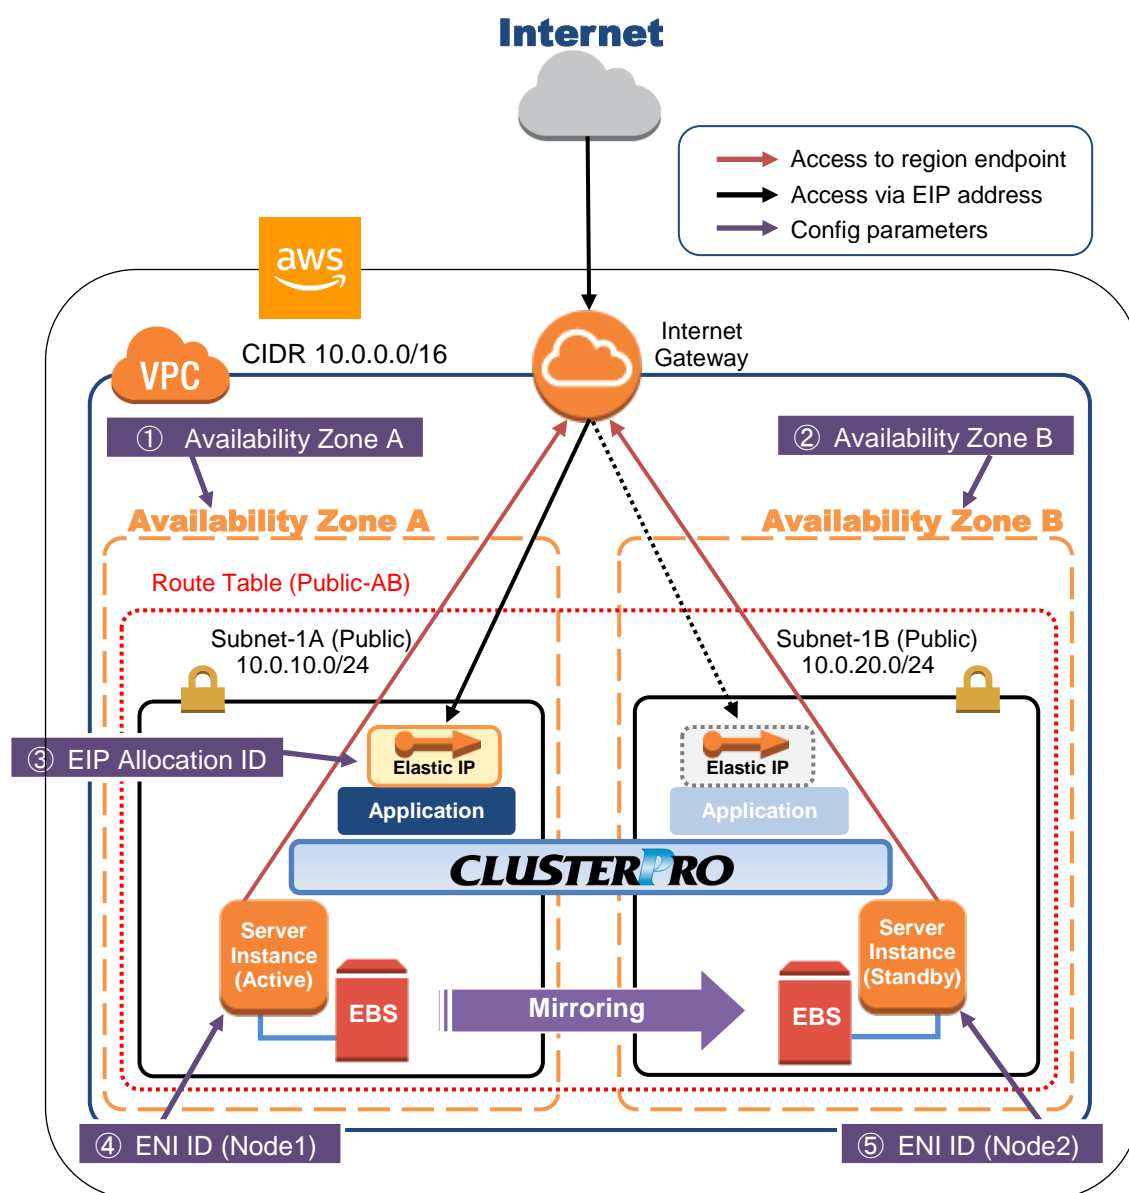 Internet
Access to region endpoint
Access via EIP address
Config parameters
aws
Internet
Gateway
VPC
CIDR 10.0.0.0/16
① Availability Zone A
② Availability Zone B
Availability Zone A
Availability Zone B
Route Table (Public-AB)
Subnet-1A (Public)
10.0.10.0/24
Subnet-1B (Public)
10.0.20.0/24
③ EIP Allocation ID
Elastic IP
Elastic IP
Application
Application
CLUSTERPRO
Server
Instance
(Active)
Server
Instance
(Standby)
EBS
Mirroring
EBS
④ ENI ID (Node1)
⑤ ENI ID (Node2)